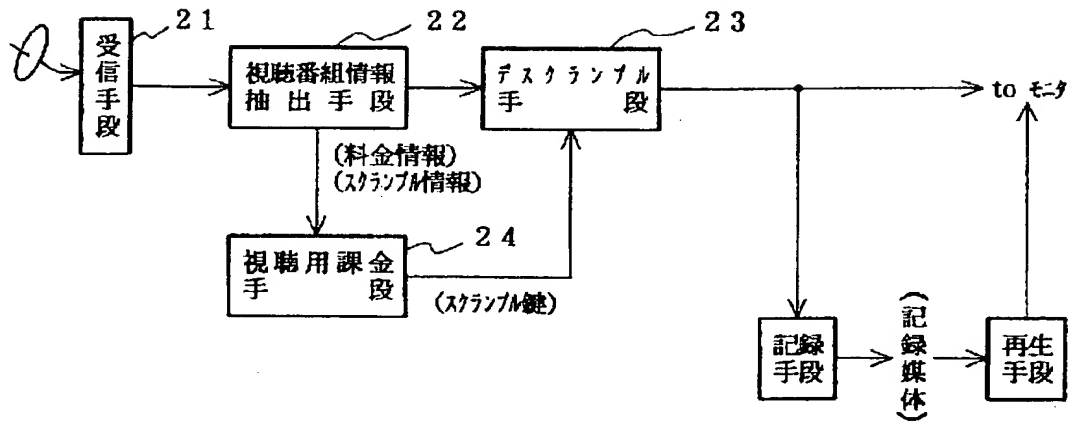 21
受信手段
22
視聴番組情報
抽出手段
23
デスクランブル
手段
to モニタ
(料金情報)
(スクランブル情報)
24
視聴用課金
手段
(スクランブル鍵)
記録
手段
(記録媒体)
再生
手段